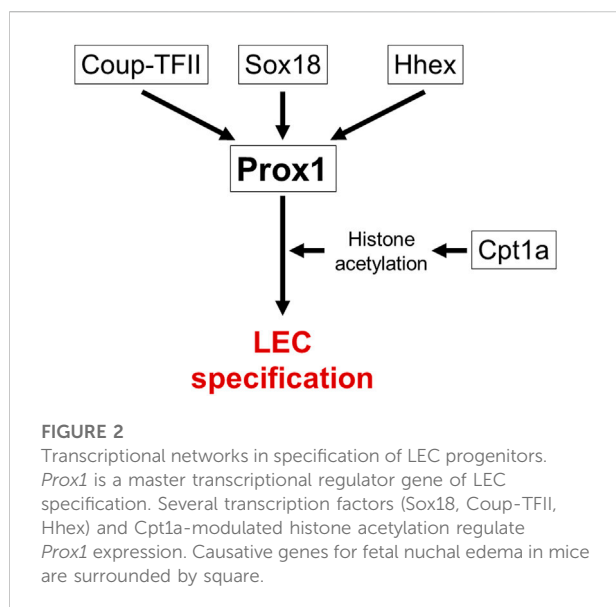 Coup-TFII Sox18 Hhex
Prox1
Histone
acetylation
Cpt1a
LEC
specification
FIGURE 2
Transcriptional networks in specification of LEC progenitors.
Prox1 is a master transcriptional regulator gene of LEC
specification. Several transcription factors (Sox18, Coup-TFII,
Hhex) and Cpt1a-modulated histone acetylation regulate
Prox1 expression. Causative genes for fetal nuchal edema in mice
are surrounded by square.